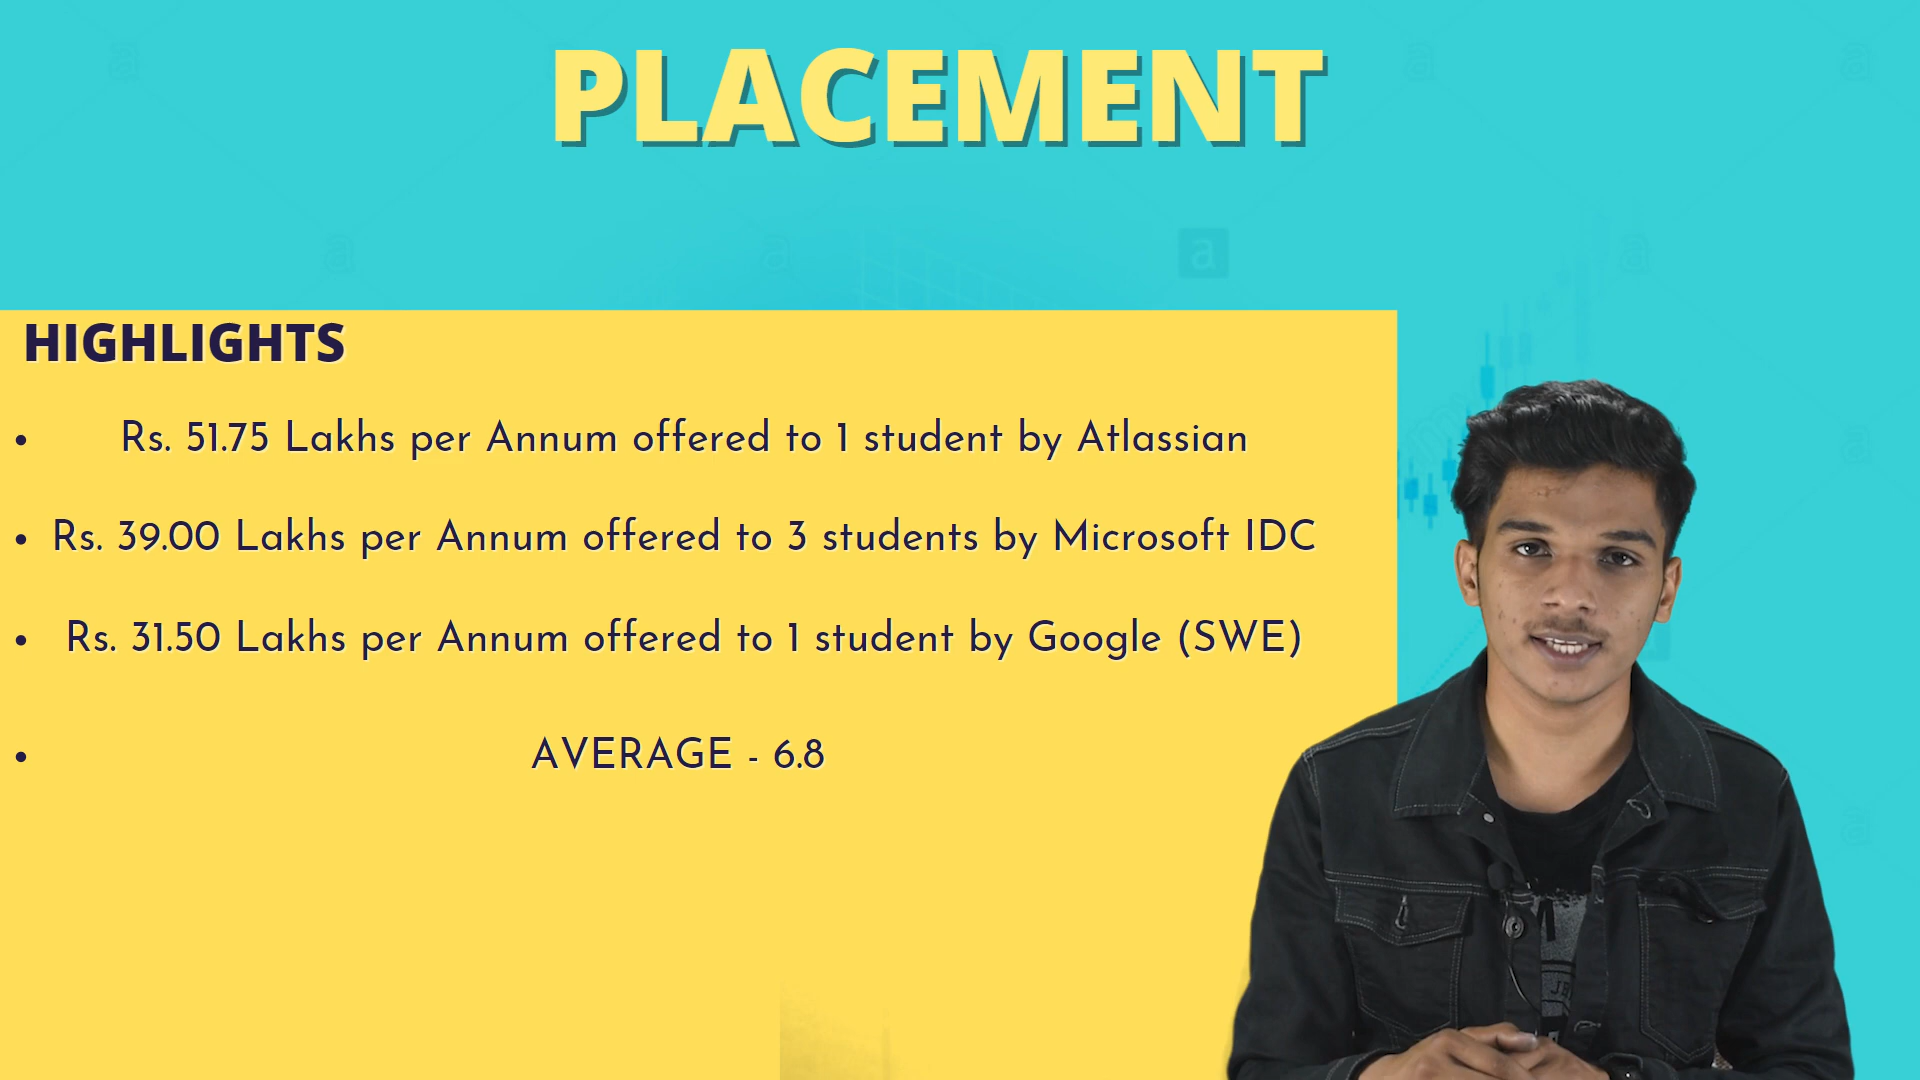 PLACEMENT
HIGHLIGHTS
• Rs. 51.75 Lakhs per Annum offered to 1 student by Atlassian
• Rs. 39.00 Lakhs per Annum offered to 3 students by Microsoft IDC
• Rs. 31.50 Lakhs per Annum offered to 1 student by Google (SWE)
• AVERAGE - 6.8